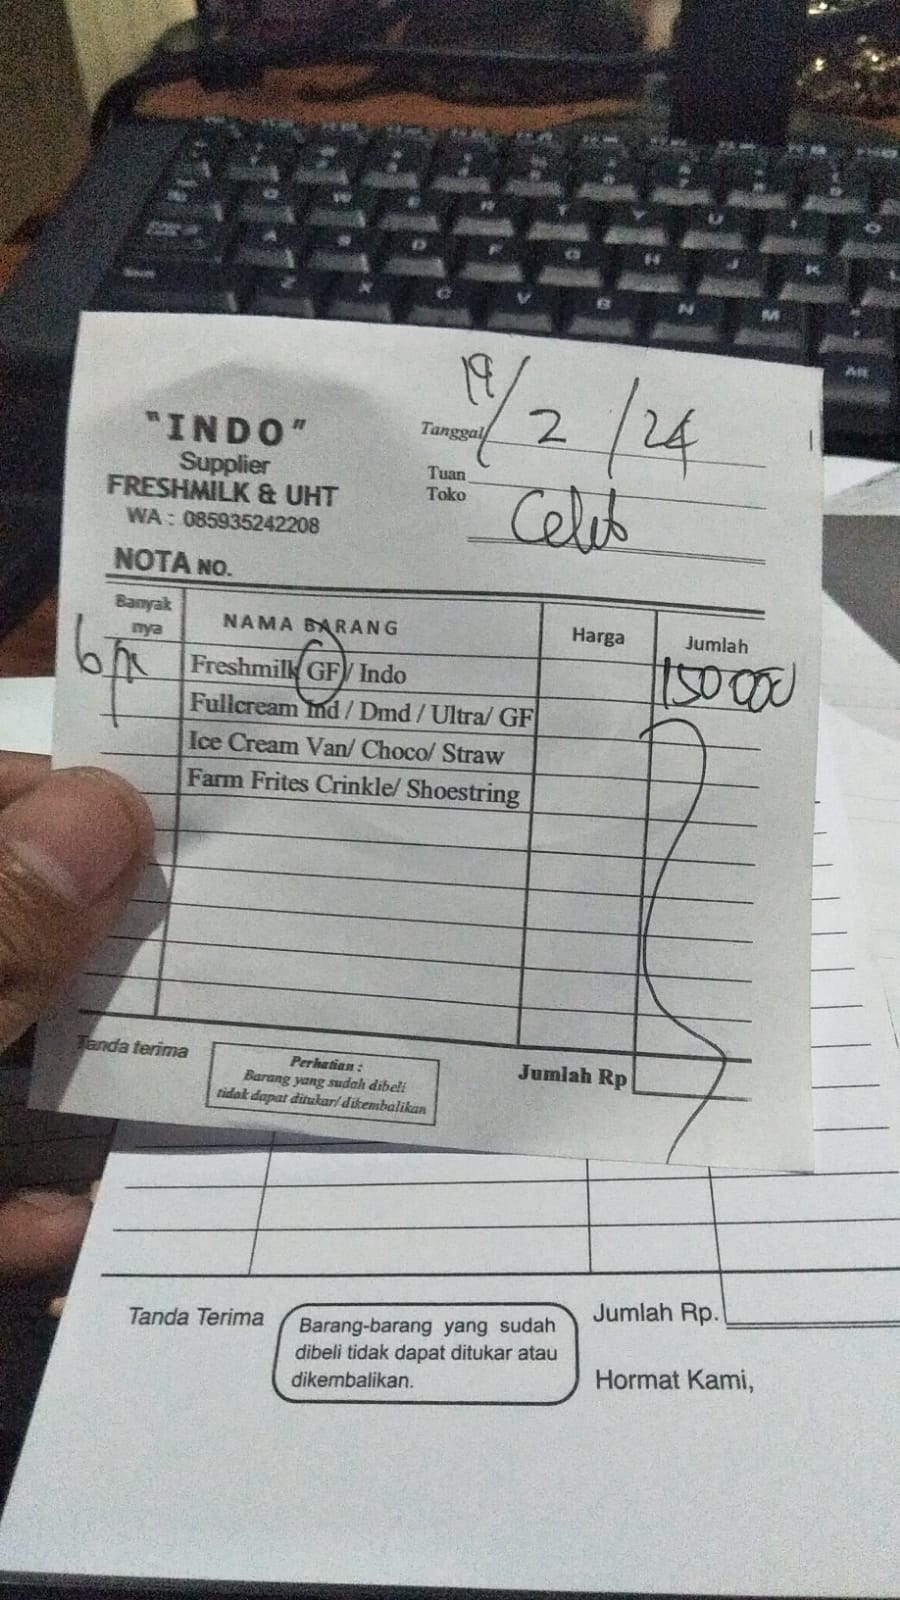 19/2/24
"INDO"
Supplier
FRESHMILK & UHT
WA : 085935242208
NOTA NO.
Tanggal
Tuan
Toko
Celeb
Banyak nya NAMA BARANG Harga Jumlah
6 Freshmilk GF / Indo 150 000
Fullcream Ind / Dmd / Ultra/ GF
Ice Cream Van/ Choco/ Straw
Farm Frites Crinkle/ Shoestring
Tanda terima
Perhatian :
Barang yang sudah dibeli
tidak dapat ditukar/ dikembalikan
Jumlah Rp
Tanda Terima
Barang-barang yang sudah
dibeli tidak dapat ditukar atau
dikembalikan.
Jumlah Rp.
Hormat Kami,